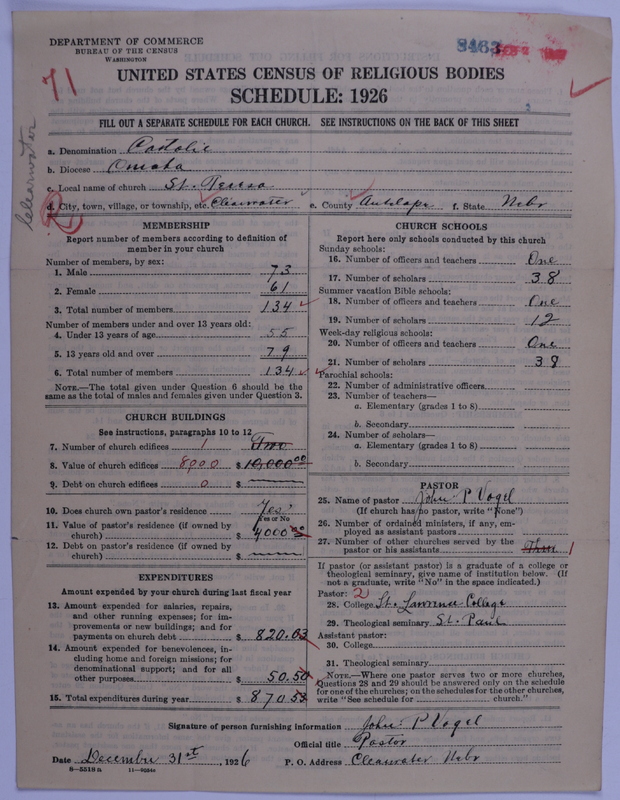 DEPARTMENT OF COMMERCE
BUREAU OF THE CENSUS
WASHINGTON
8463
71
UNITED STATES CENSUS OF RELIGIOUS BODIES
SCHEDULE: 1926
FILL OUT A SEPARATE SCHEDULE FOR EACH CHURCH. SEE INSTRUCTIONS ON THE BACK OF THIS SHEET
Clearwater
a. Denomination Catolic
b. Diocese Omaha
c. Local name of church St.
d. City, town, village, or township, etc. Clearwater e. County Antelope f. State Nebr
MEMBERSHIP
Report number of members according to definition of
member in your church
Number of members, by sex:
1. Male 73
2. Female 61
3. Total number of members 134
Number of members under and over 13 years old:
4. Under 13 years of age 55
5. 13 years old and over 79
6. Total number of members 134
NOTE.—The total given under Question 6 should be the
same as the total of males and females given under Question 3.
CHURCH BUILDINGS
See instructions, paragraphs 10 to 12
7. Number of church edifices 1 Two
8. Value of church edifices 8000 $ 10,000 00
9. Debt on church edifices 0 $
10. Does church own pastor's residence Yes
Yes or No
11. Value of pastor's residence (if owned by
church) $ 4000 00
12. Debt on pastor's residence (if owned by
church) $
EXPENDITURES
Amount expended by your church during last fiscal year
13. Amount expended for salaries, repairs,
and other running expenses; for im-
provements or new buildings; and for
payments on church debt $ 820.03
14. Amount expended for benevolences, in-
cluding home and foreign missions; for
denominational support; and for all
other purposes $ 50.50
15. Total expenditures during year $ 870 53
CHURCH SCHOOLS
Report here only schools conducted by this church
Sunday schools:
16. Number of officers and teachers One
17. Number of scholars 38
Summer vacation Bible schools:
18. Number of officers and teachers One
19. Number of scholars 12
Week-day religious schools:
20. Number of officers and teachers One
21. Number of scholars 38
Parochial schools:
22. Number of administrative officers
23. Number of teachers—
a. Elementary (grades 1 to 8)
b. Secondary
24. Number of scholars—
a. Elementary (grades 1 to 8)
b. Secondary
PASTOR
25. Name of pastor John P Vogel
(If church has no pastor, write "None")
26. Number of ordained ministers, if any, em-
ployed as assistant pastors
27. Number of other churches served by the
pastor or his assistants Three 1
If pastor (or assistant pastor) is a graduate of a college or
theological seminary, give name of institution below. (If
not a graduate, write "No" in the space indicated.)
Pastor: 2
28. College St. Lawrence College
29. Theological seminary St. Paul
Assistant pastor:
30. College
31. Theological seminary
NOTE.—Where one pastor serves two or more churches,
Questions 28 and 29 should be answered only on the schedule
for one of the churches; on the schedules for the other churches,
write "See schedule for church."
Signature of person furnishing information John P Vogel
Official title Pastor
Date December 31st, 1926 P. O. Address Clearwater Nebr
8—5518 a